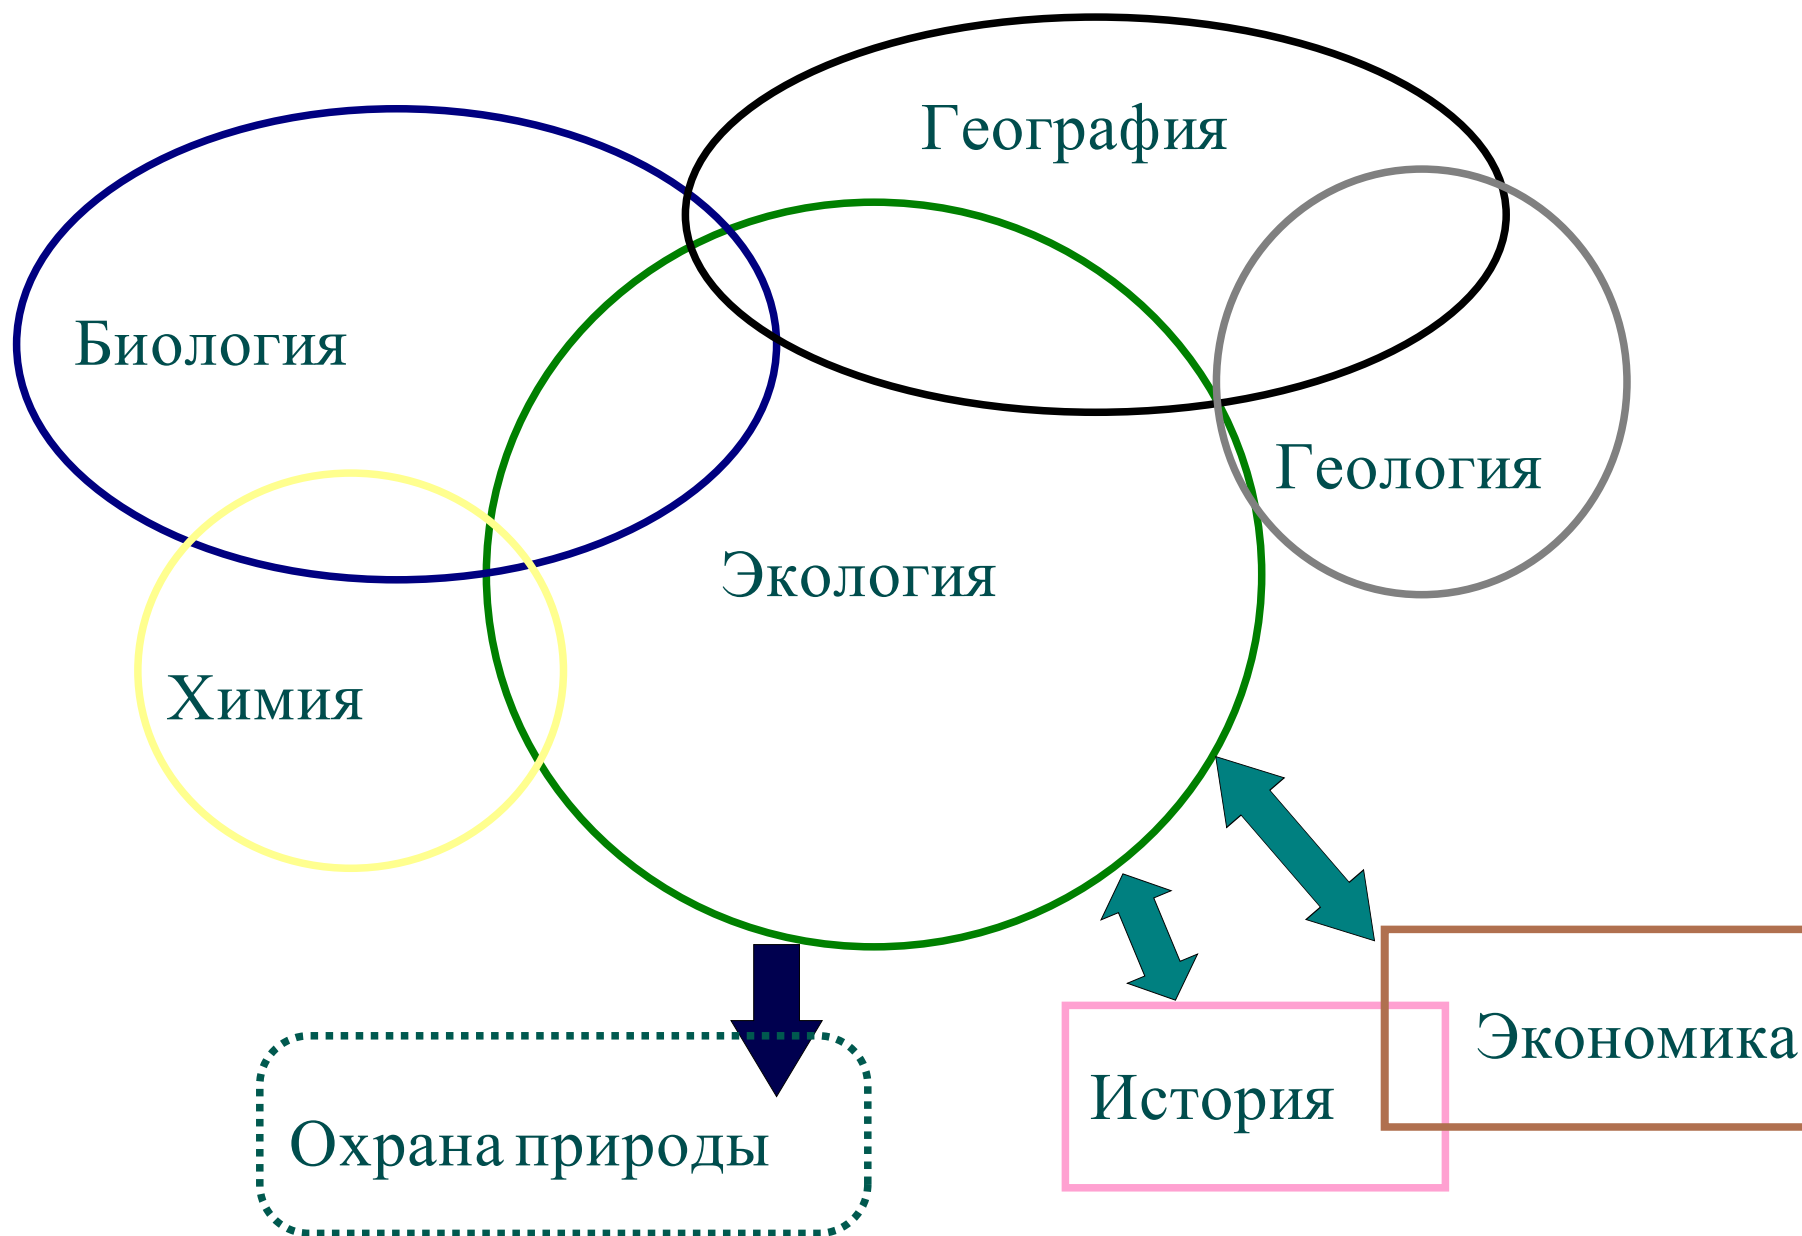 География
Биология
Геология
Экология
Химия
Экономика
История
Охрана природы